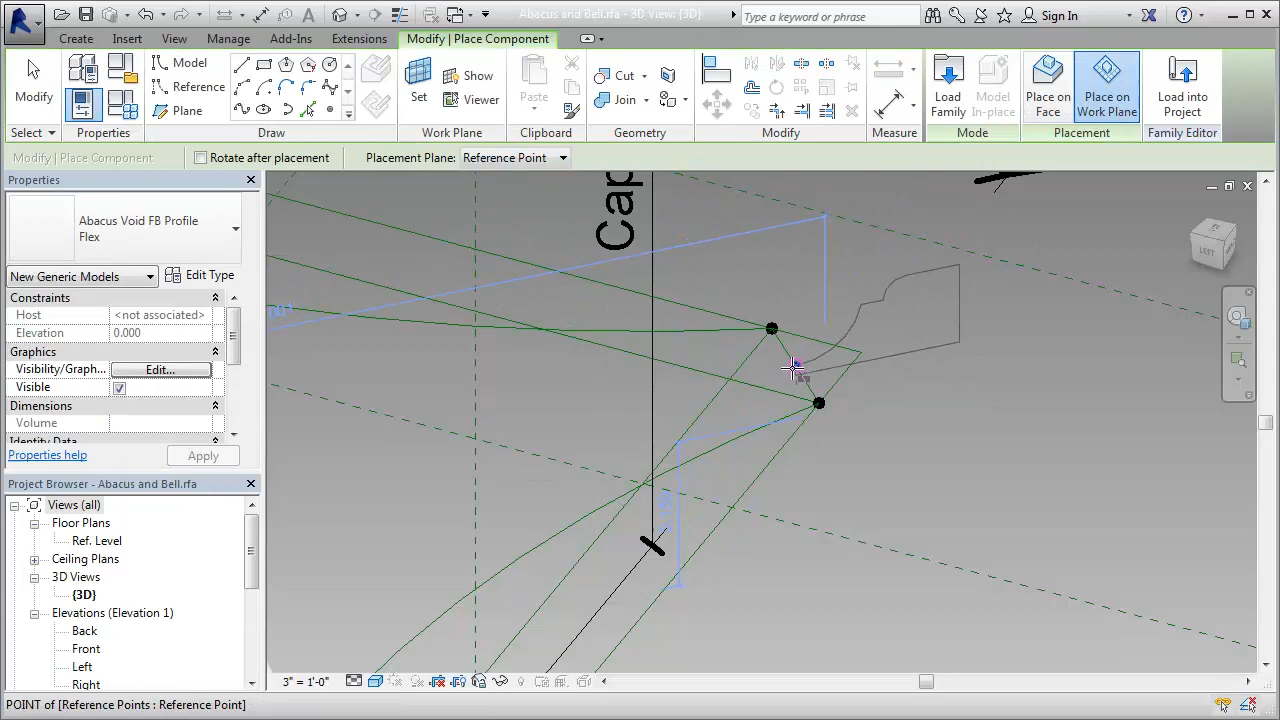 Abacus and Bell.rfa - 3D View: {3D}
Type a keyword or phrase
Sign In
Create
Insert
View
Manage
Add-Ins
Extensions
Modify | Place Component
Modify
Select
Properties
Model
Reference
Plane
Draw
Set
Show
Viewer
Work Plane
Paste
Clipboard
Cut
Join
Geometry
Modify
Measure
Load Family
Model In-place
Mode
Place on Face
Place on Work Plane
Placement
Load into Project
Family Editor
Modify | Place Component
Rotate after placement
Placement Plane:
Reference Point
Properties
Abacus Void FB Profile
Flex
New Generic Models
Edit Type
Constraints
Host
<not associated>
Elevation
0.000
Graphics
Visibility/Graph...
Edit...
Visible
Dimensions
Volume
Identity Data
Properties help
Apply
Project Browser - Abacus and Bell.rfa
Views (all)
Floor Plans
Ref. Level
Ceiling Plans
3D Views
{3D}
Elevations (Elevation 1)
Back
Front
Left
Right
Cap
LEFT
3" = 1'-0"
POINT of [Reference Points : Reference Point]